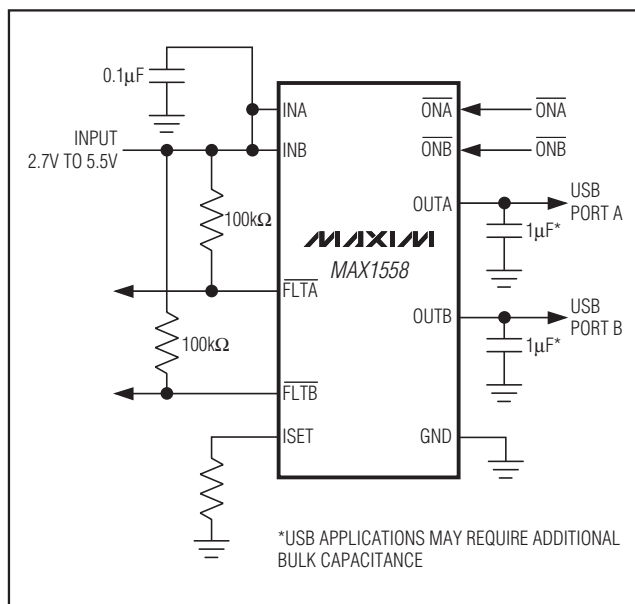 0.1µF
INPUT
2.7V TO 5.5V
100kΩ
100kΩ
INA
INB
FLTA
FLTB
ISET
MAXIM
MAX1558
ONA
ONB
OUTA
OUTB
GND
ONA
ONB
USB
PORT A
1µF*
USB
PORT B
1µF*
*USB APPLICATIONS MAY REQUIRE ADDITIONAL
BULK CAPACITANCE